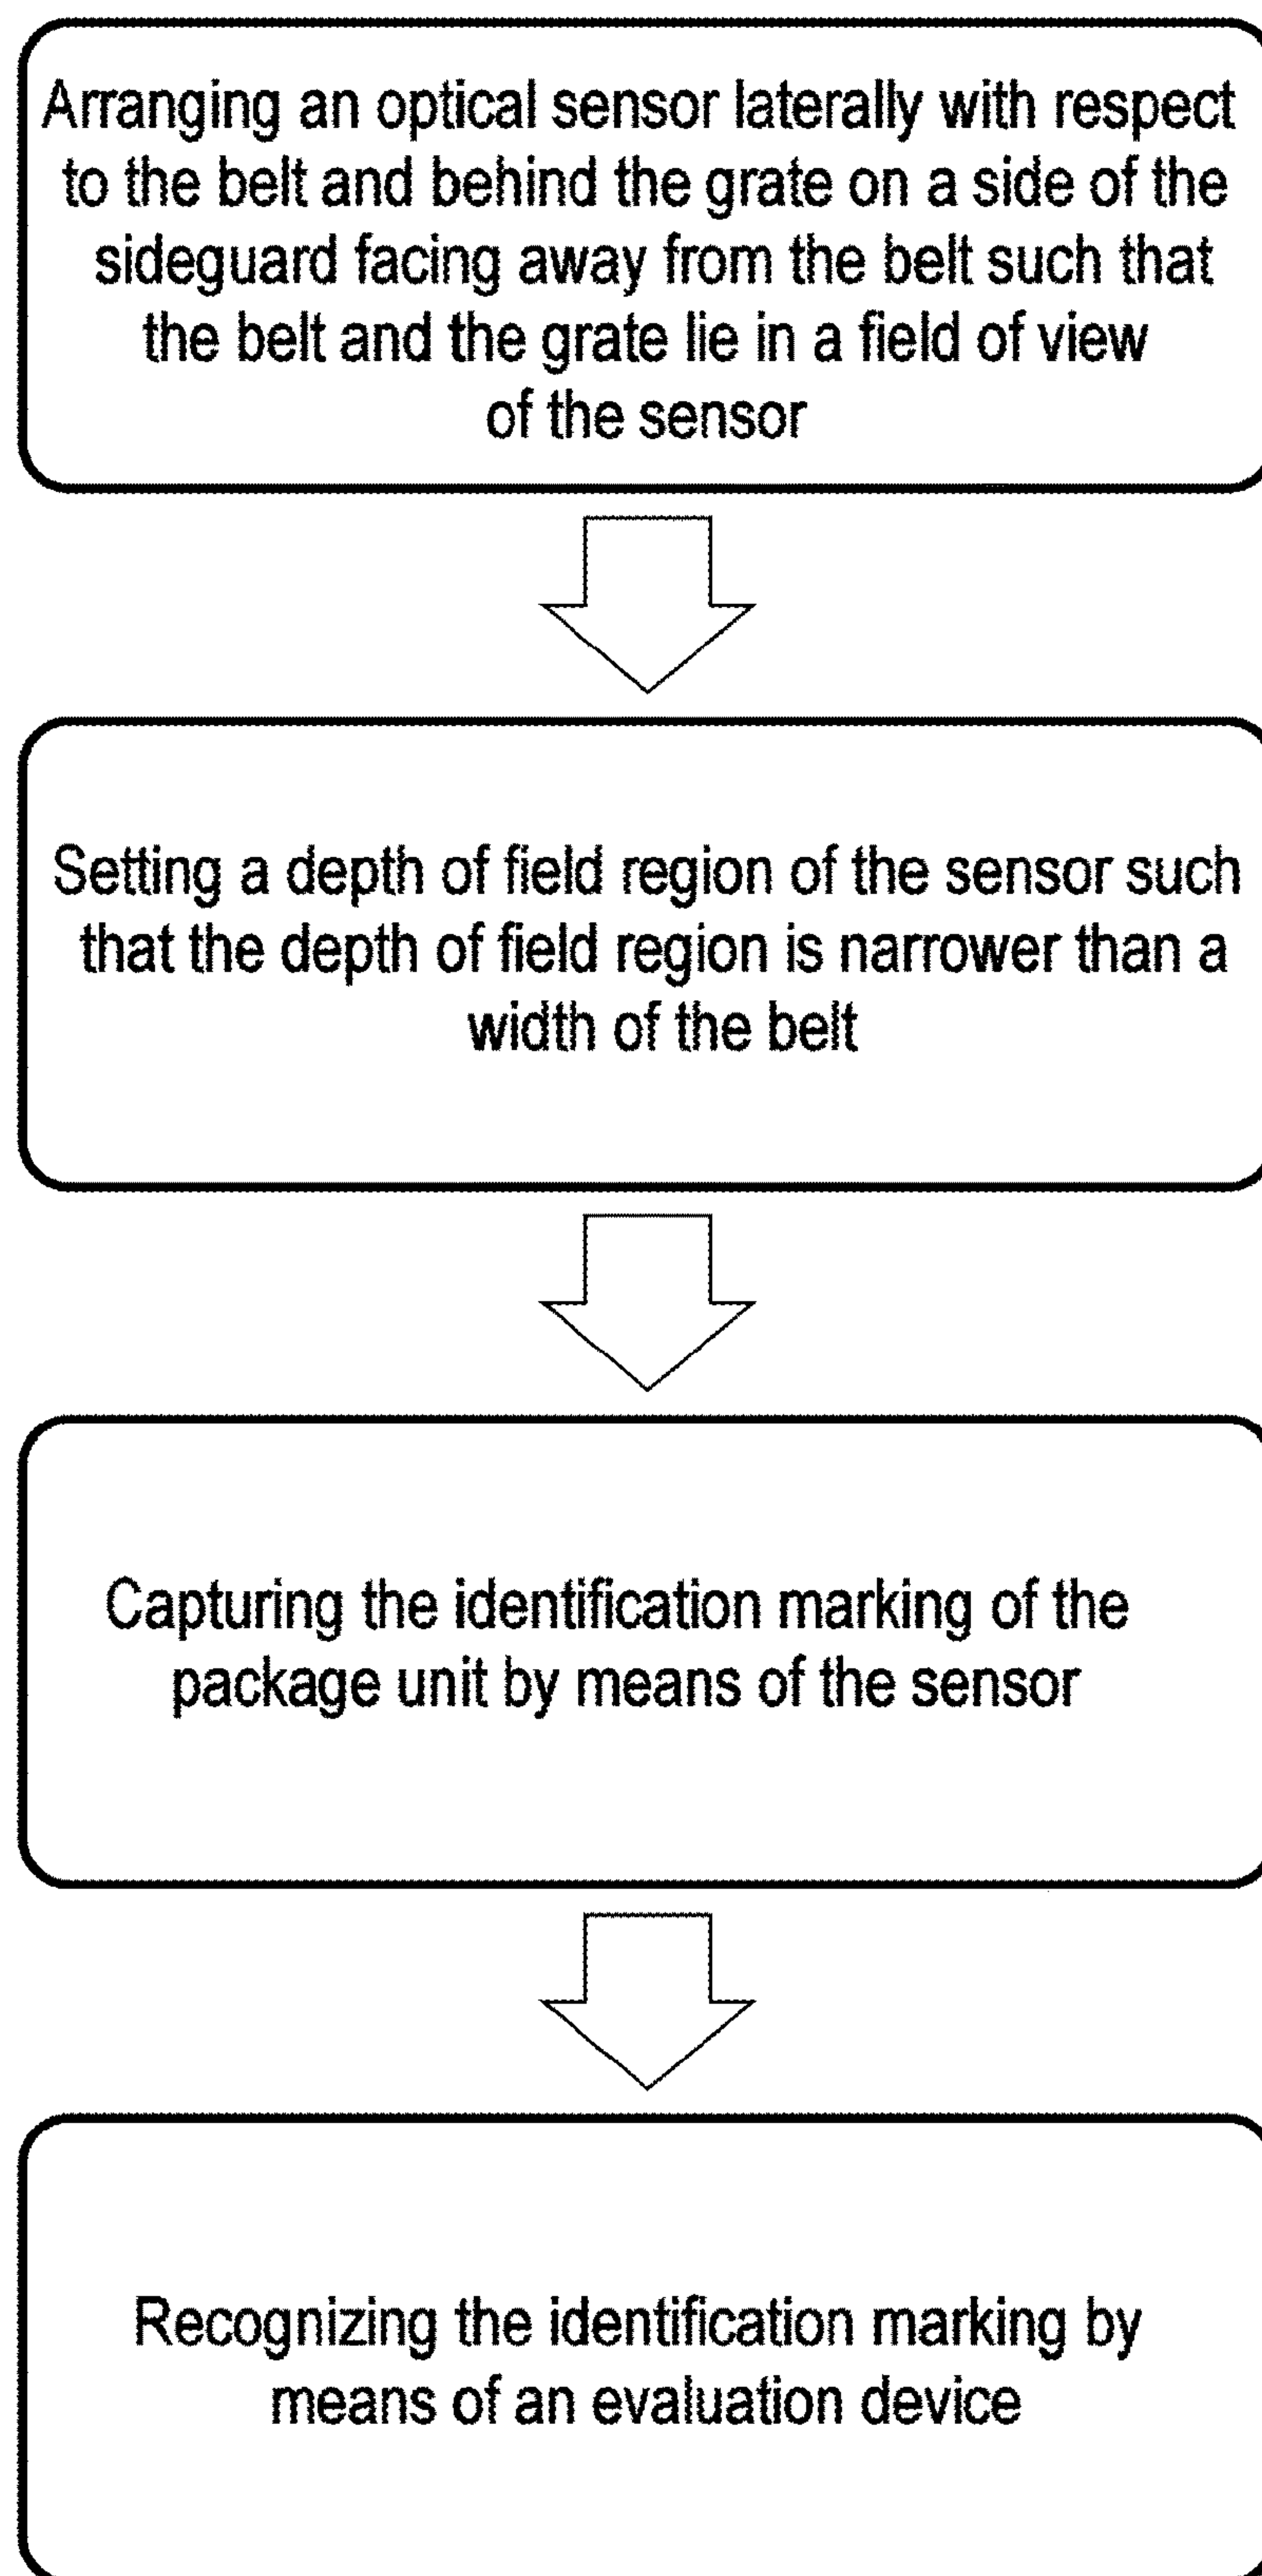 Arranging an optical sensor laterally with respect
to the belt and behind the grate on a side of the
sideguard facing away from the belt such that
the belt and the grate lie in a field of view
of the sensor
Setting a depth of field region of the sensor such
that the depth of field region is narrower than a
width of the belt
Capturing the identification marking of the
package unit by means of the sensor
Recognizing the identification marking by
means of an evaluation device